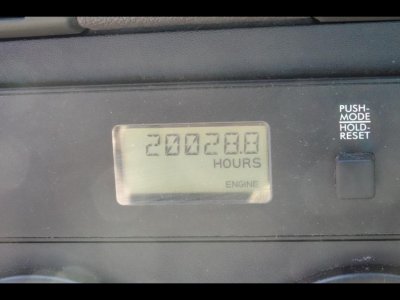 20028.8
HOURS
ENGINE
PUSH-
MODE
HOLD-
RESET